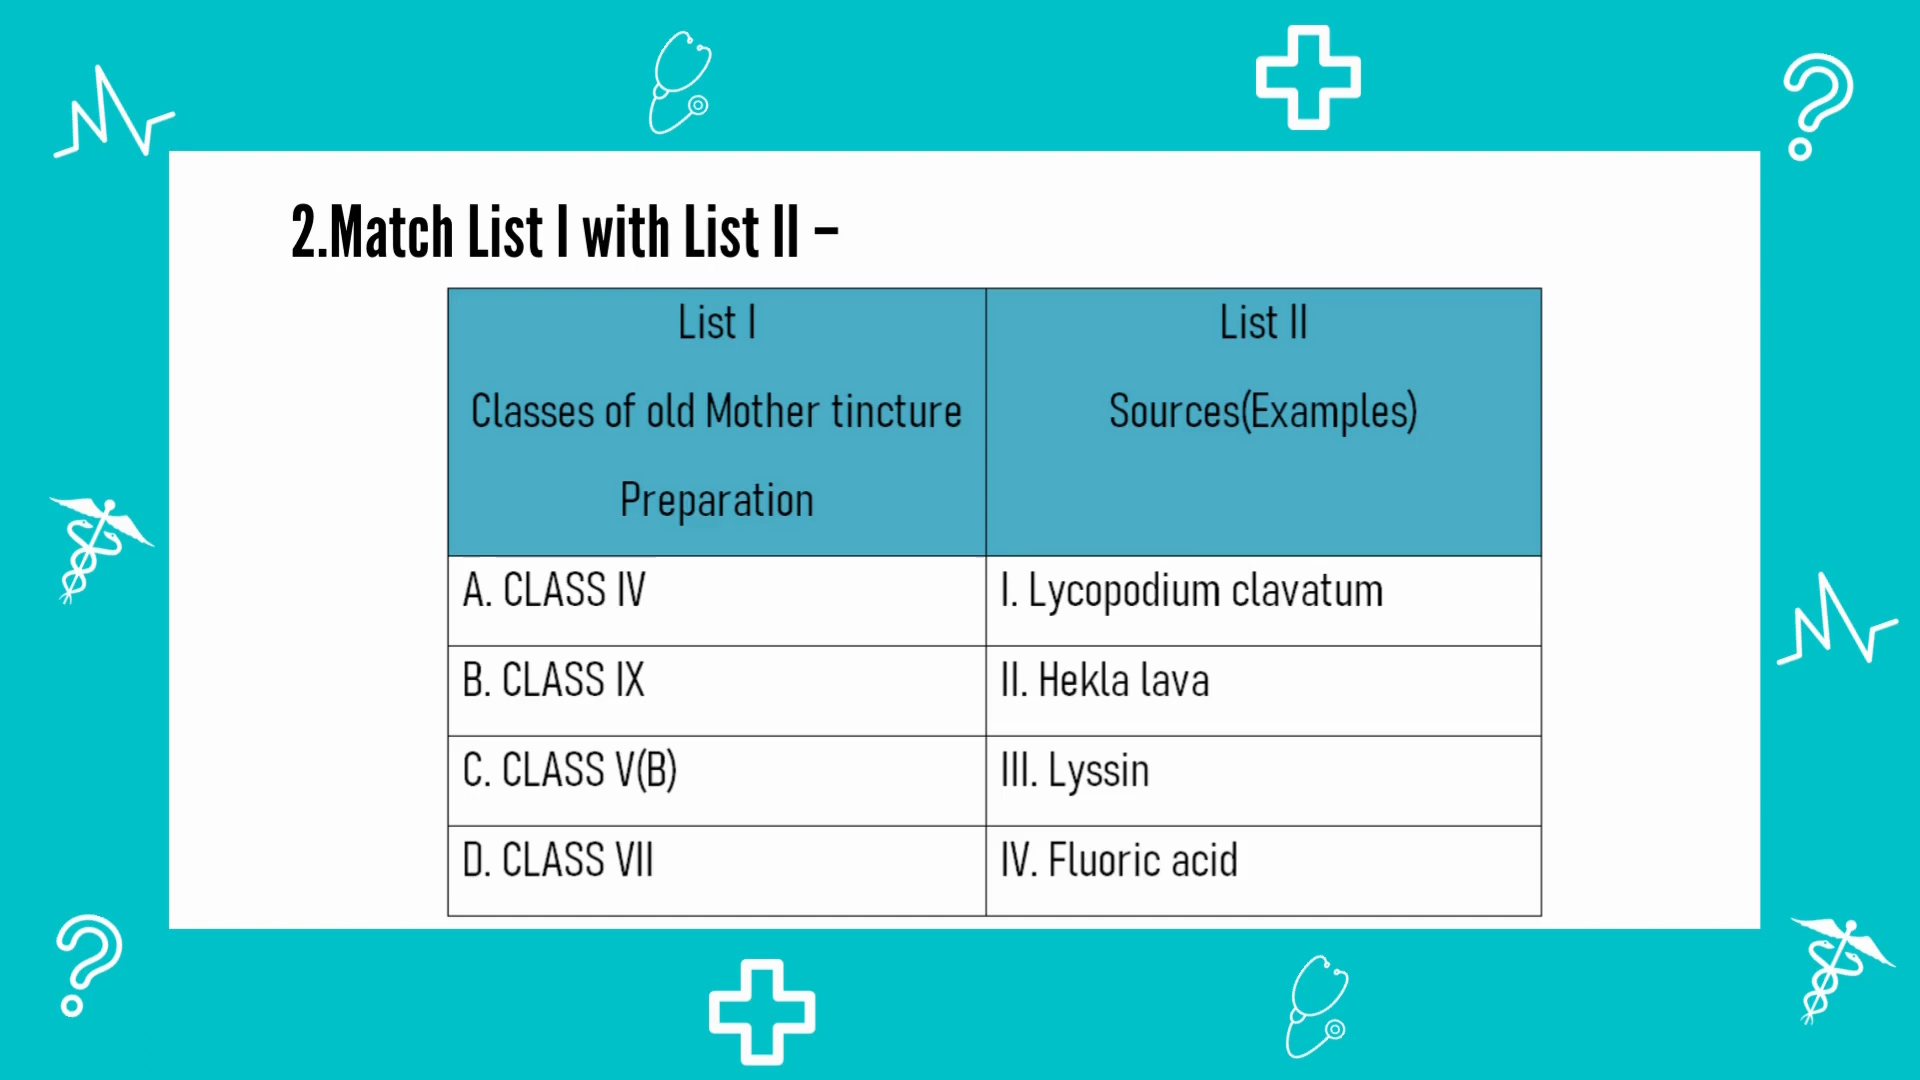 2.Match List I with List II –
List I
Classes of old Mother tincture
Preparation
List II
Sources(Examples)
A. CLASS IV
I. Lycopodium clavatum
B. CLASS IX
II. Hekla lava
C. CLASS V(B)
III. Lyssin
D. CLASS VII
IV. Fluoric acid